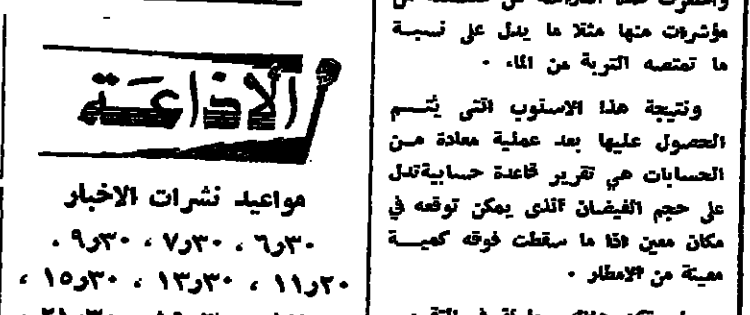 مؤشرات منها مثلا ما يدل على نسبة
ما تمتصه التربة من الماء .
ونتيجة هذا الاسلوب التى يتم
الحصول عليها بعد عملية معادة من
الحسابات هي تقرير قاعدة حسابية تدل
على حجم الفيضان الذى يمكن توقعه في
مكان معين اذا ما سقطت فوقه كمية
معينة من الامطار .
الاذاعة
مواعيد نشرات الاخبار
٦٫٣٠ ، ٧٫٣٠ ، ٩٫٣٠ .
١١٫٢٠ ، ١٣٫٣٠ ، ١٥٫٣٠ ،